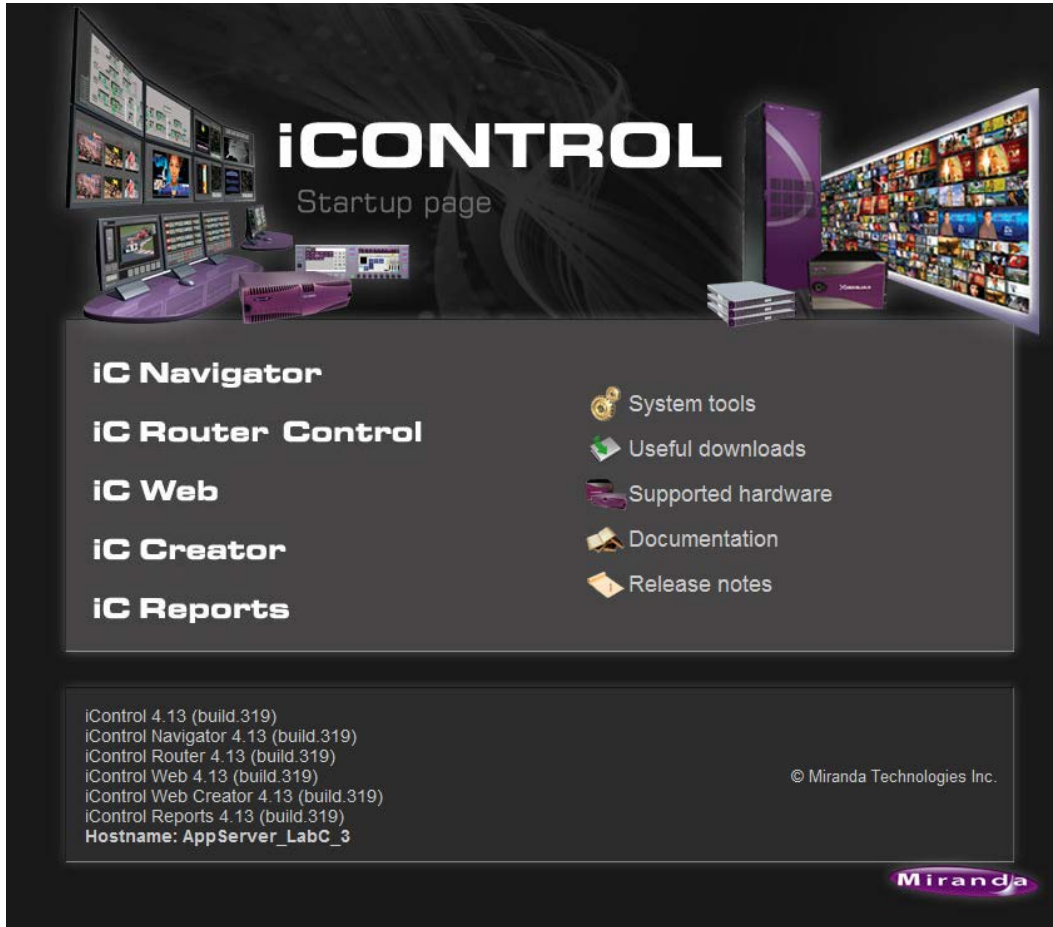 iCONTROL
Startup page
iC Navigator
iC Router Control
iC Web
iC Creator
iC Reports
System tools
Useful downloads
Supported hardware
Documentation
Release notes
iControl 4.13 (build.319)
iControl Navigator 4.13 (build.319)
iControl Router 4.13 (build.319)
iControl Web 4.13 (build.319)
iControl Web Creator 4.13 (build.319)
iControl Reports 4.13 (build.319)
Hostname: AppServer_LabC_3
© Miranda Technologies Inc.
Miranda